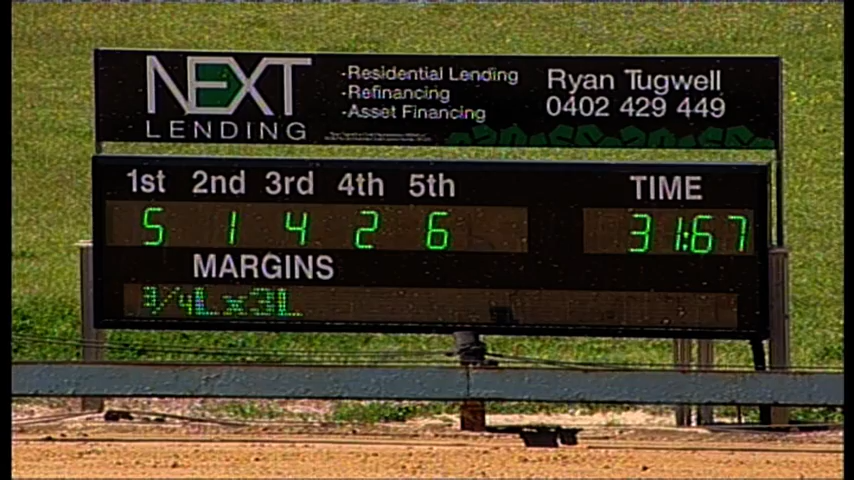 NEXT
LENDING
-Residential Lending
-Refinancing
-Asset Financing
Ryan Tugwell
0402 429 449
1st 2nd 3rd 4th 5th TIME
5 1 4 2 6 31:67
MARGINS
3/4Lx3L